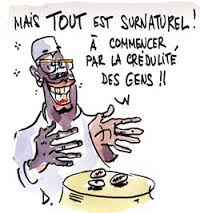 MAIS TOUT EST SURNATUREL !
À COMMENCER
PAR LA CRÉDULITÉ
DES GENS !!
D.